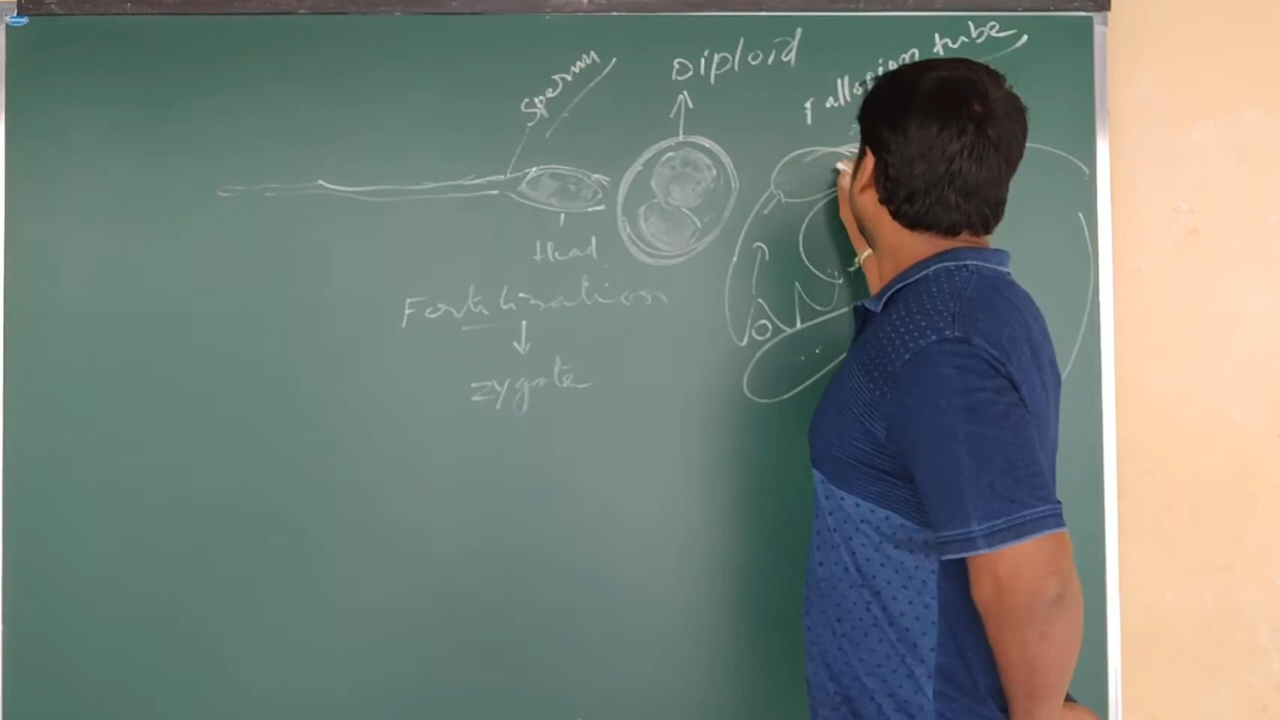 sperm
Diploid
fallopian tube
Head
Fertilization
zygote